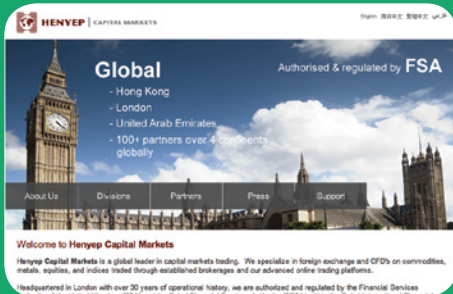 HENYEP | CAPITAL MARKETS
English 简体中文 繁體中文 عربي
Global
Authorised & regulated by FSA
- Hong Kong
- London
- United Arab Emirates
- 100+ partners over 4 continents
globally
About Us Divisions Partners Press Support
Welcome to Henyep Capital Markets
Henyep Capital Markets is a global leader in capital markets trading. We specialize in foreign exchange and CFD's on commodities,
metals, equities, and indices traded through established brokerages and our advanced online trading platforms.
Headquartered in London with over 30 years of operational history, we are authorized and regulated by the Financial Services